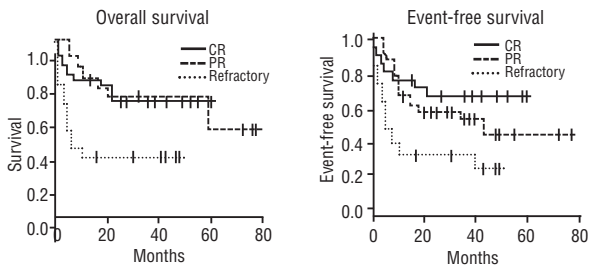 Overall survival
CR
PR
Refractory
Survival
1.0
0.8
0.6
0.4
0.2
0.0
0 20 40 60 80
Months
Event-free survival
CR
PR
Refractory
Event-free survival
1.0
0.8
0.6
0.4
0.2
0.0
0 20 40 60 80
Months